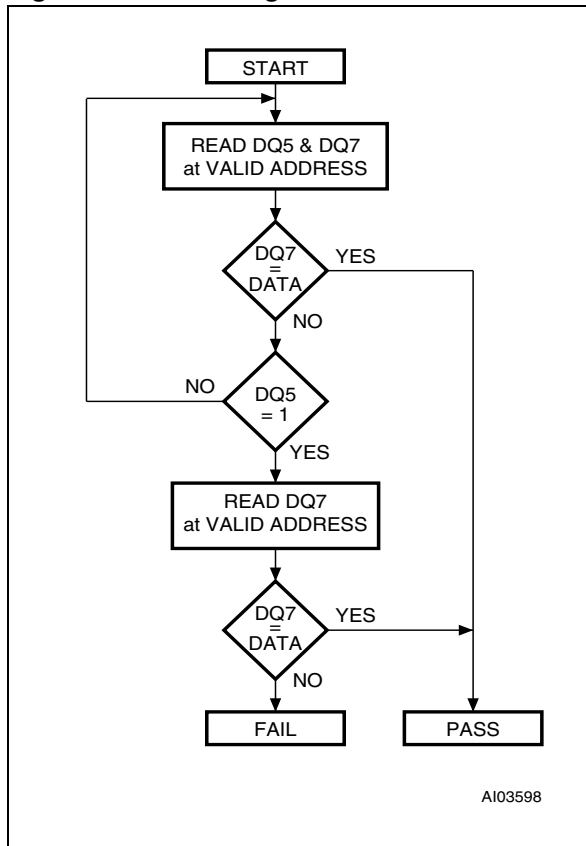 START
READ DQ5 & DQ7
at VALID ADDRESS
DQ7
=
DATA
YES
NO
DQ5
= 1
NO
YES
READ DQ7
at VALID ADDRESS
DQ7
=
DATA
YES
NO
FAIL
PASS
AI03598